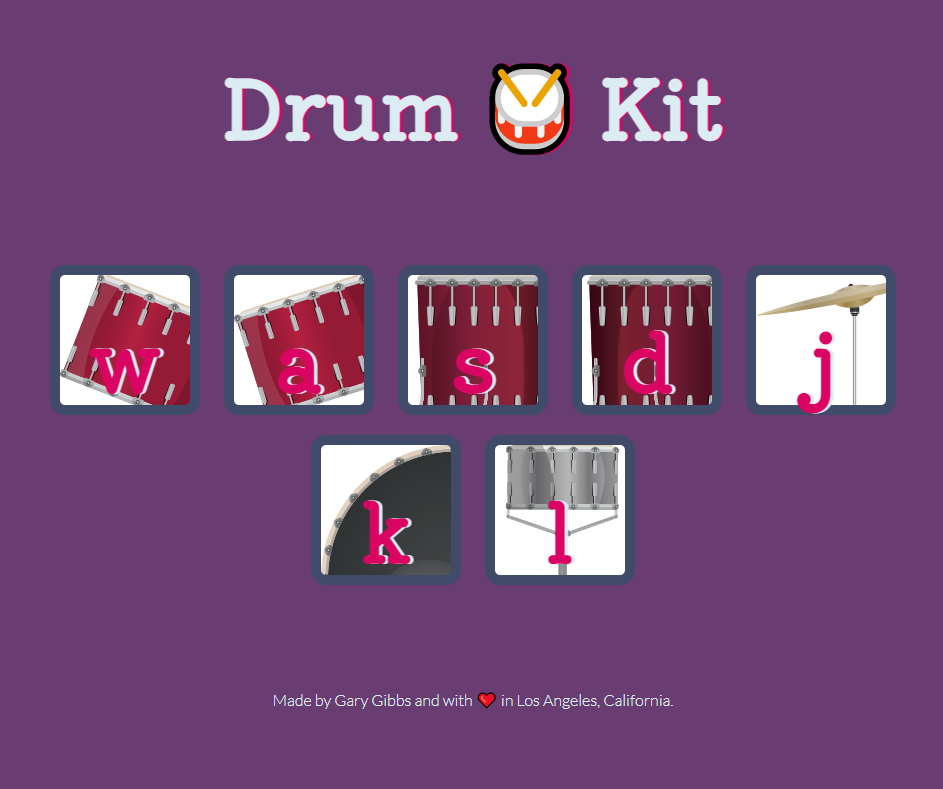 Drum 🥁 Kit
w a s d j
k l
Made by Gary Gibbs and with ❤️ in Los Angeles, California.